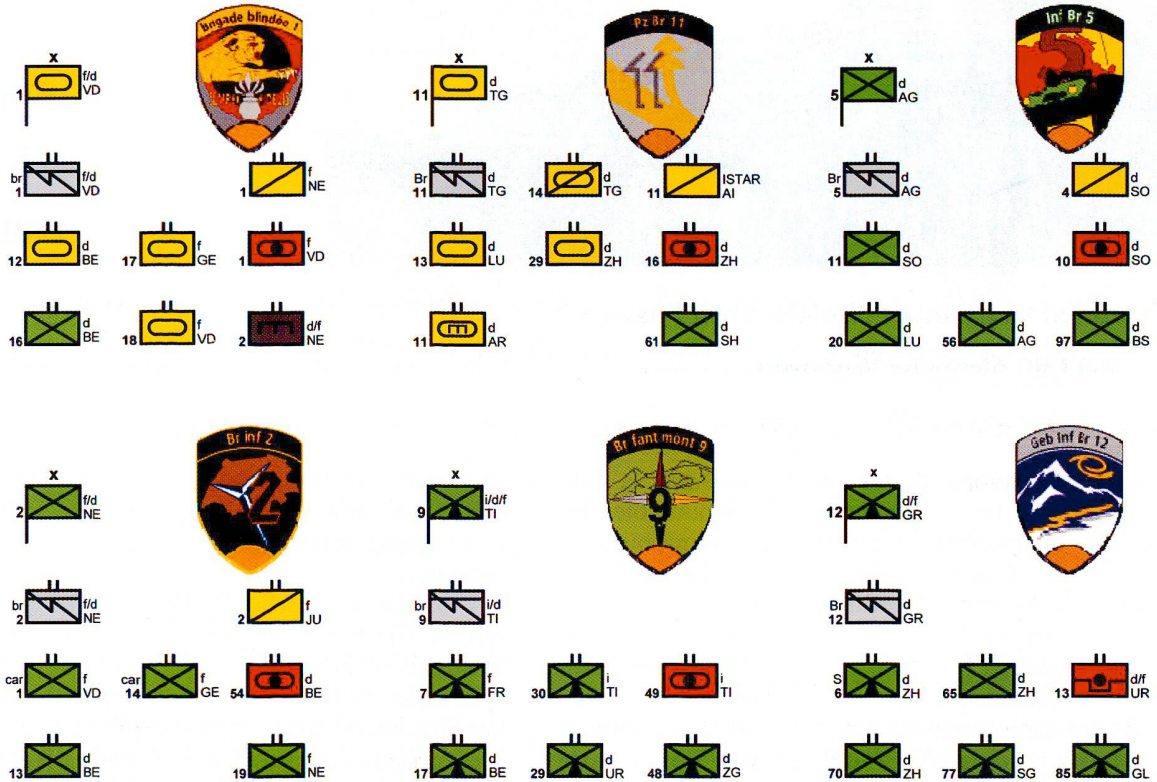 Brigade blindée 1
x
f/d
1 VD
br f/d
1 VD
f
1 NE
d
12 BE
f
17 GE
f
1 VD
d
16 BE
f
18 VD
d/f
2 NE
Pz Br 11
x
d
11 TG
Br d
11 TG
d
14 TG
ISTAR
11 AI
d
13 LU
d
29 ZH
d
16 ZH
d
11 AR
d
61 SH
Inf Br 5
5
x
d
5 AG
Br d
5 AG
d
4 SO
d
11 SO
d
10 SO
d
20 LU
d
56 AG
d
97 BS
Br inf 2
2
x
f/d
2 NE
br f/d
2 NE
f
2 JU
car f
1 VD
car f
14 GE
d
54 BE
d
13 BE
f
19 NE
Br fant mont 9
9
x
i/d/f
9 TI
br i/d
9 TI
f
7 FR
i
30 TI
i
49 TI
d
17 BE
d
29 UR
d
48 ZG
Geb Inf Br 12
x
d/f
12 GR
Br d
12 GR
S d
6 ZH
d
65 ZH
d/f
13 UR
d
70 ZH
d
77 SG
d
85 GL